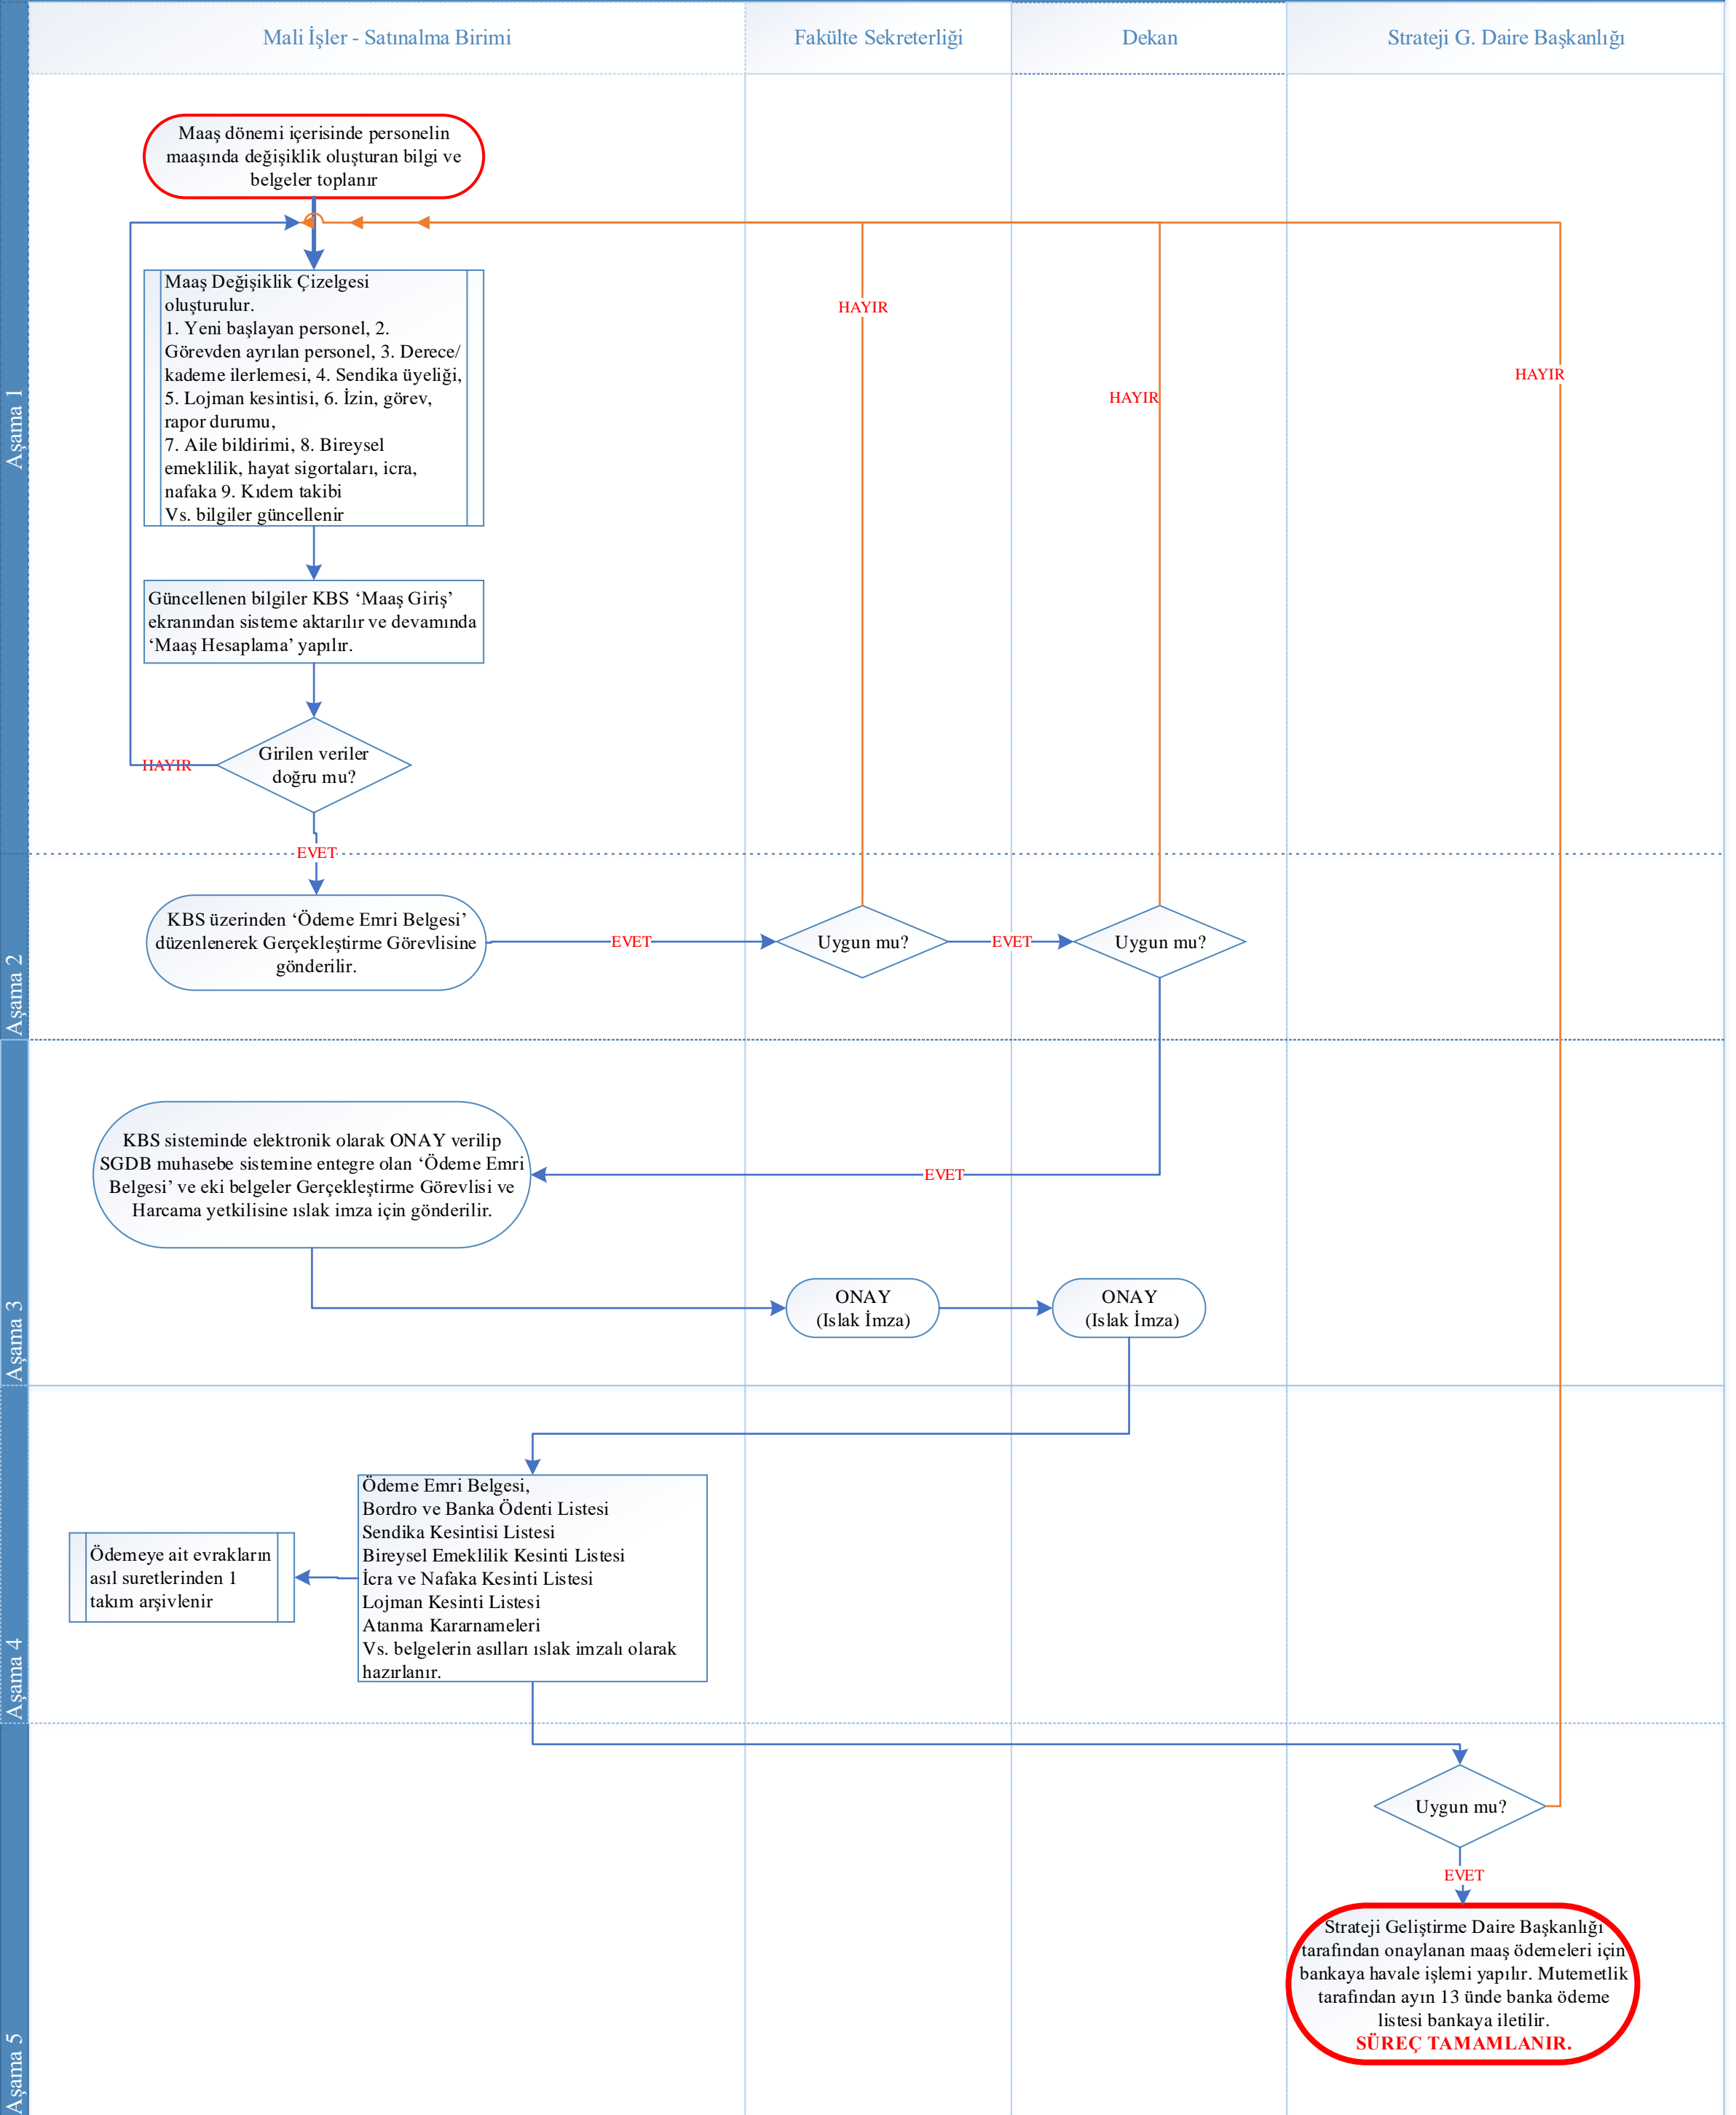 Mali İşler - Satınalma Birimi
Fakülte Sekreterliği
Dekan
Strateji G. Daire Başkanlığı
Aşama 1
Maaş dönemi içerisinde personelin
maaşında değişiklik oluşturan bilgi ve
belgeler toplanır
Maaş Değişiklik Çizelgesi
oluşturulur.
1. Yeni başlayan personel, 2.
Görevden ayrılan personel, 3. Derece/
kademe ilerlemesi, 4. Sendika üyeliği,
5. Lojman kesintisi, 6. İzin, görev,
rapor durumu,
7. Aile bildirimi, 8. Bireysel
emeklilik, hayat sigortaları, icra,
nafaka 9. Kıdem takibi
Vs. bilgiler güncellenir
HAYIR
HAYIR
HAYIR
Güncellenen bilgiler KBS ‘Maaş Giriş’
ekranından sisteme aktarılır ve devamında
‘Maaş Hesaplama’ yapılır.
Girilen veriler
doğru mu?
HAYIR
EVET
Aşama 2
KBS üzerinden ‘Ödeme Emri Belgesi’
düzenlenerek Gerçekleştirme Görevlisine
gönderilir.
EVET
Uygun mu?
EVET
Uygun mu?
Aşama 3
KBS sisteminde elektronik olarak ONAY verilip
SGDB muhasebe sistemine entegre olan ‘Ödeme Emri
Belgesi’ ve eki belgeler Gerçekleştirme Görevlisi ve
Harcama yetkilisine ıslak imza için gönderilir.
EVET
ONAY
(Islak İmza)
ONAY
(Islak İmza)
Aşama 4
Ödeme Emri Belgesi,
Bordro ve Banka Ödenti Listesi
Sendika Kesintisi Listesi
Bireysel Emeklilik Kesinti Listesi
İcra ve Nafaka Kesinti Listesi
Lojman Kesinti Listesi
Atanma Kararnameleri
Vs. belgelerin asılları ıslak imzalı olarak
hazırlanır.
Ödemeye ait evrakların
asıl suretlerinden 1
takım arşivlenir
Aşama 5
Uygun mu?
EVET
Strateji Geliştirme Daire Başkanlığı
tarafından onaylanan maaş ödemeleri için
bankaya havale işlemi yapılır. Mutemetlik
tarafından ayın 13 ünde banka ödeme
listesi bankaya iletilir.
SÜREÇ TAMAMLANIR.